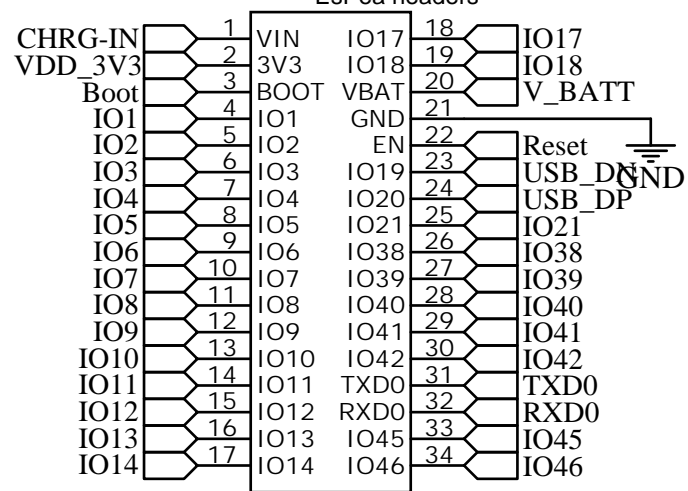 CHRG-IN 1 VIN IO17 18 IO17
VDD_3V3 2 3V3 IO18 19 IO18
Boot 3 BOOT VBAT 20 V_BATT
IO1 4 IO1 GND 21
IO2 5 IO2 EN 22 Reset
IO3 6 IO3 IO19 23 USB_DN GND
IO4 7 IO4 IO20 24 USB_DP
IO5 8 IO5 IO21 25 IO21
IO6 9 IO6 IO38 26 IO38
IO7 10 IO7 IO39 27 IO39
IO8 11 IO8 IO40 28 IO40
IO9 12 IO9 IO41 29 IO41
IO10 13 IO10 IO42 30 IO42
IO11 14 IO11 TXD0 31 TXD0
IO12 15 IO12 RXD0 32 RXD0
IO13 16 IO13 IO45 33 IO45
IO14 17 IO14 IO46 34 IO46